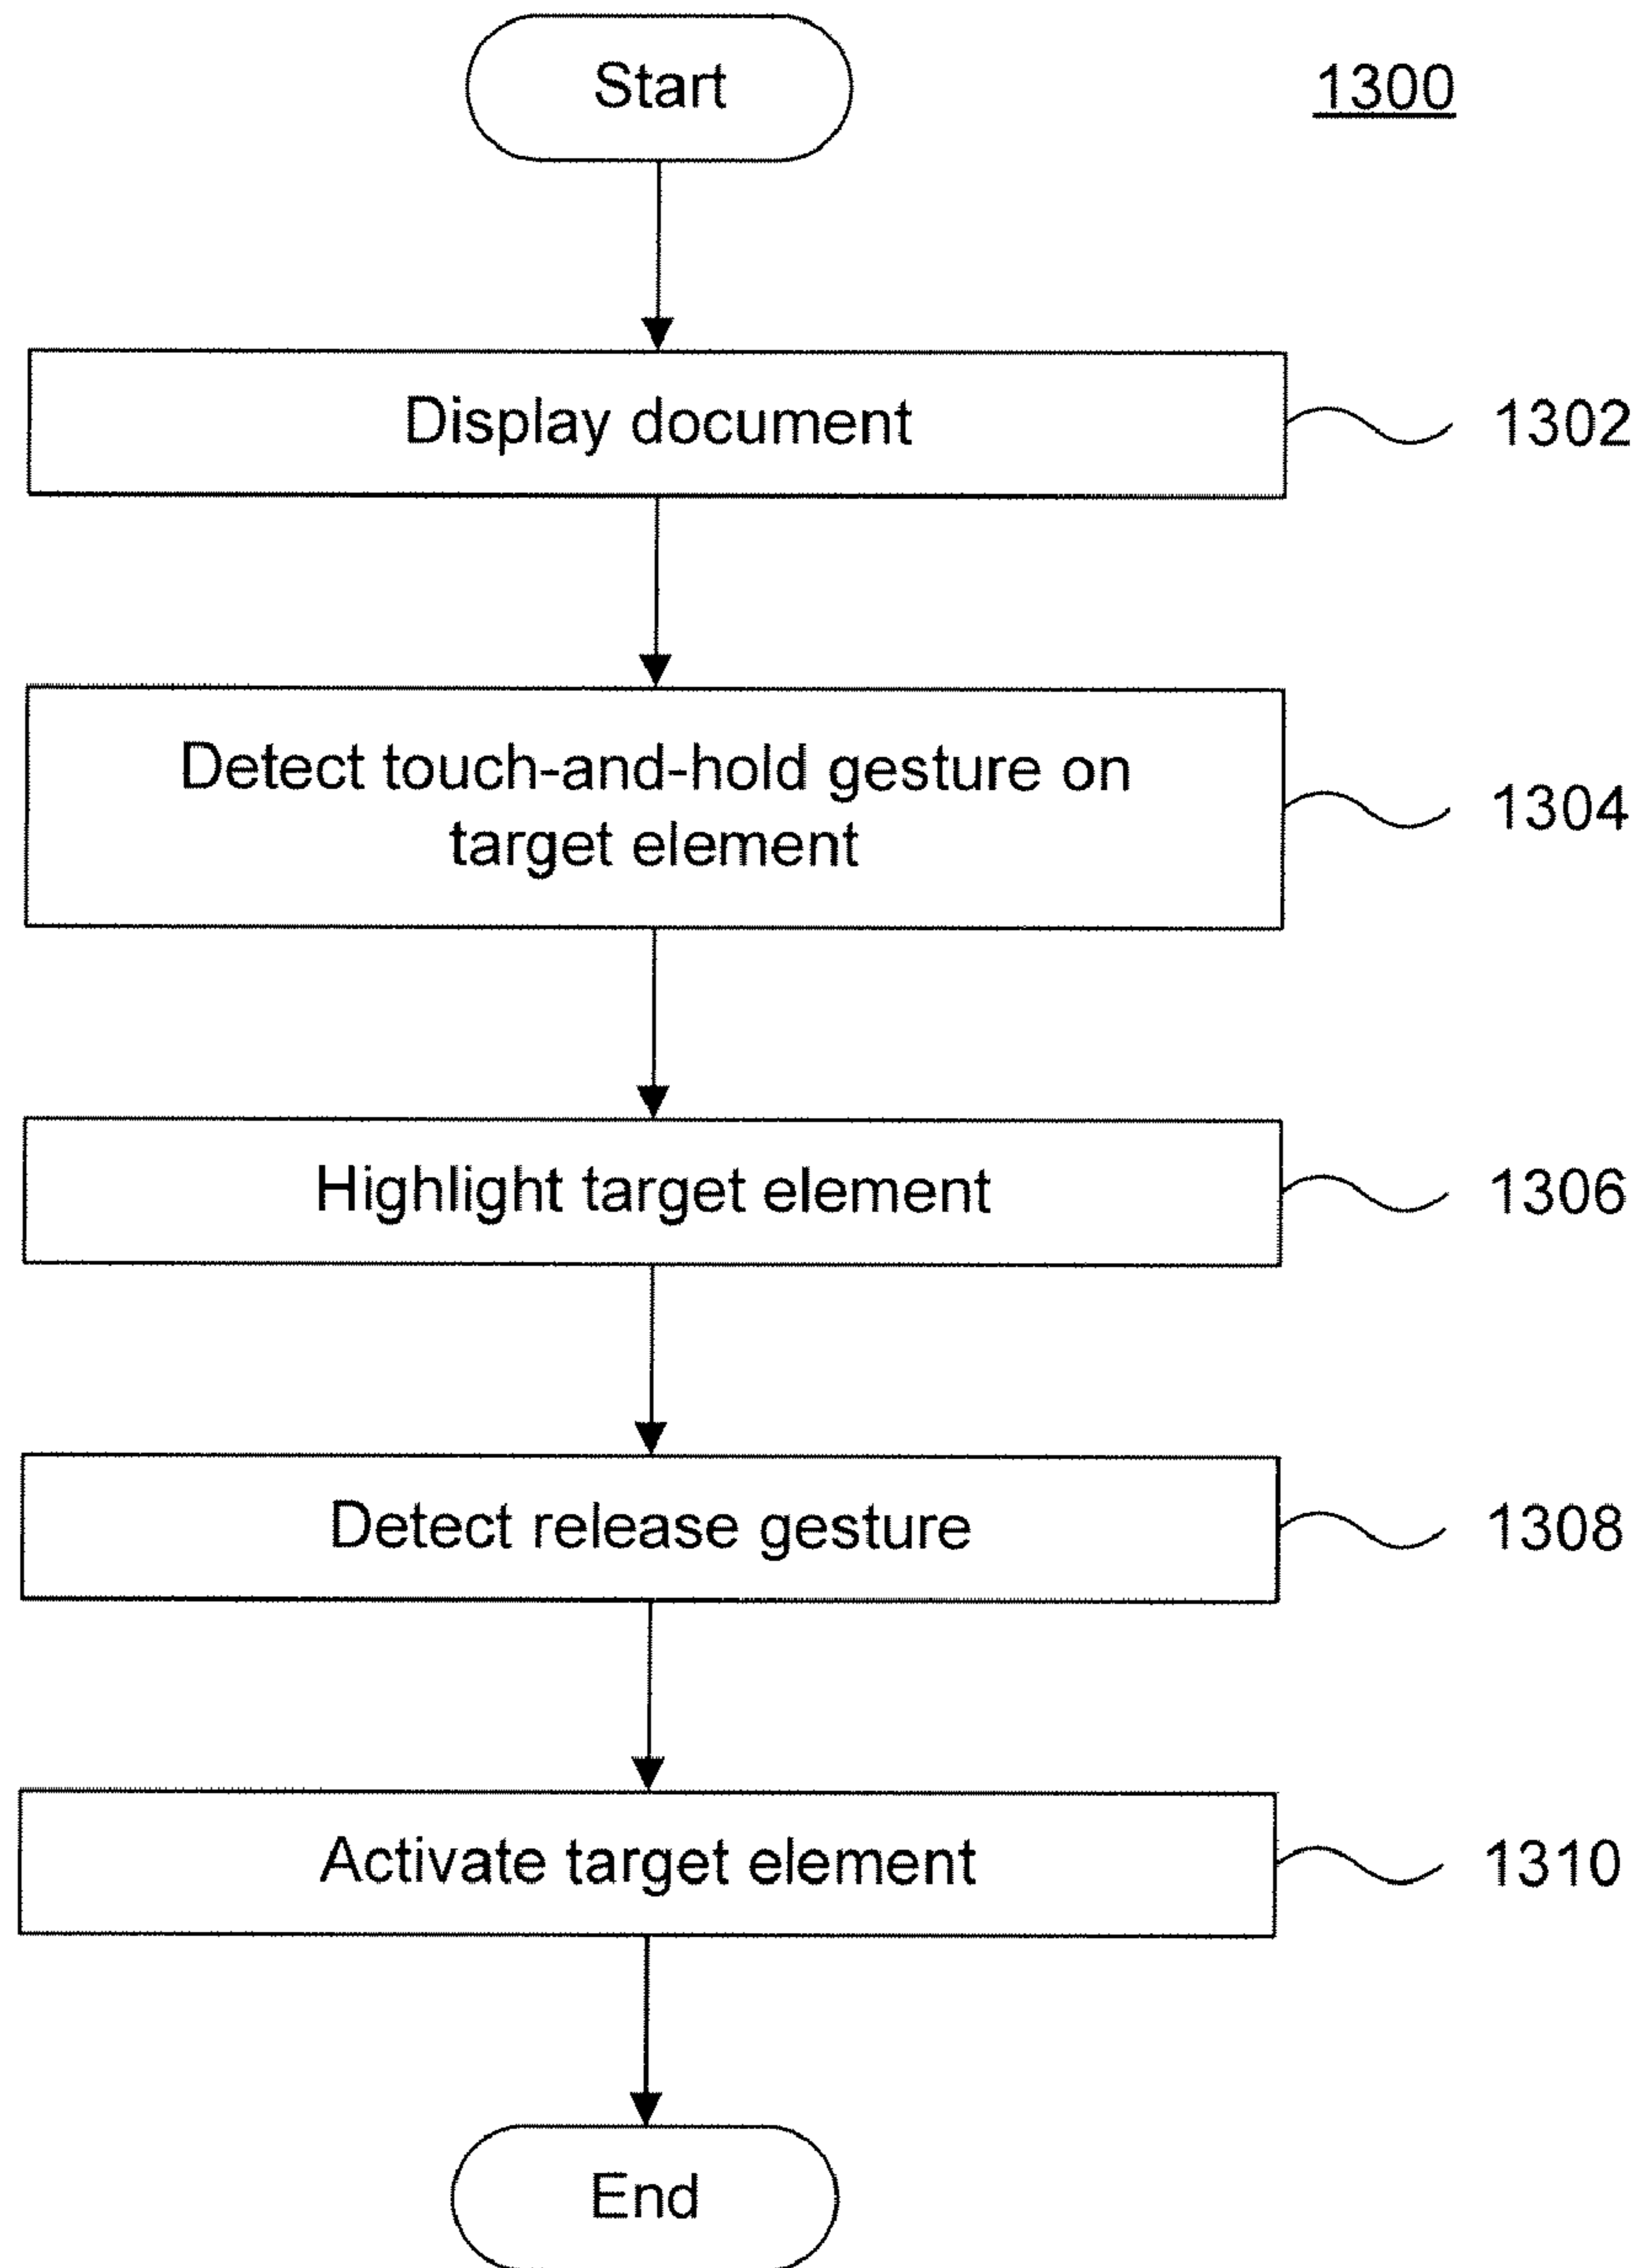 Start
1300
Display document
1302
Detect touch-and-hold gesture on
target element
1304
Highlight target element
1306
Detect release gesture
1308
Activate target element
1310
End